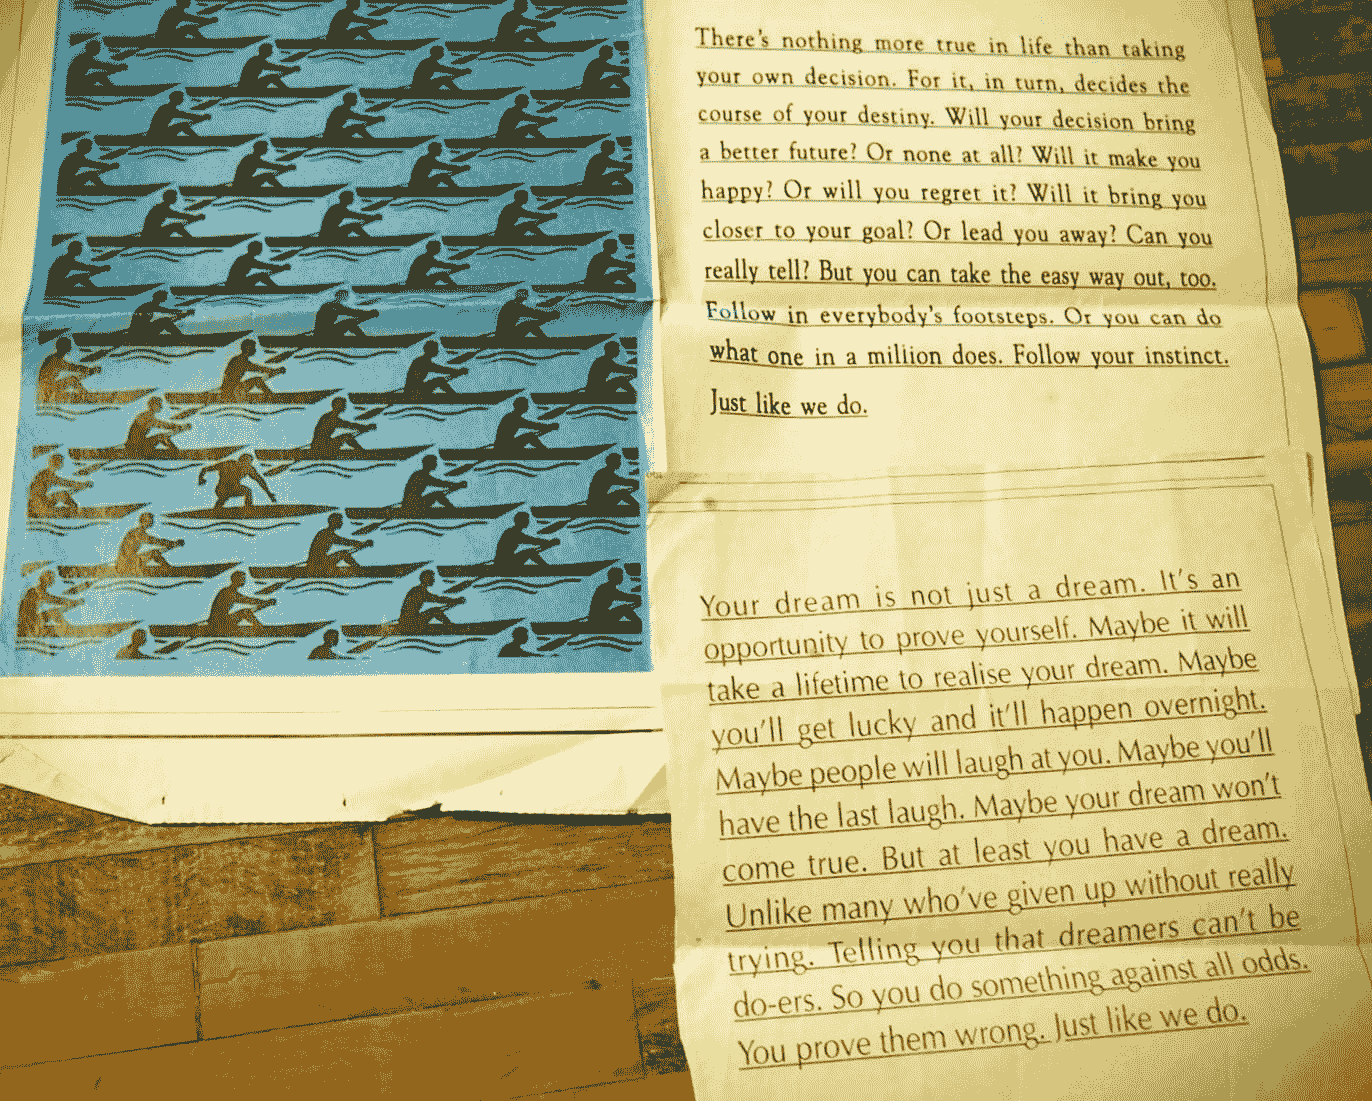 There's nothing more true in life than taking
your own decision. For it, in turn, decides the
course of your destiny. Will your decision bring
a better future? Or none at all? Will it make you
happy? Or will you regret it? Will it bring you
closer to your goal? Or lead you away? Can you
really tell? But you can take the easy way out, too.
Follow in everybody's footsteps. Or you can do
what one in a million does. Follow your instinct.
Just like we do.
Your dream is not just a dream. It's an
opportunity to prove yourself. Maybe it will
take a lifetime to realise your dream. Maybe
you'll get lucky and it'll happen overnight.
Maybe people will laugh at you. Maybe you'll
have the last laugh. Maybe your dream won't
come true. But at least you have a dream.
Unlike many who've given up without really
trying. Telling you that dreamers can't be
do-ers. So you do something against all odds.
You prove them wrong. Just like we do.